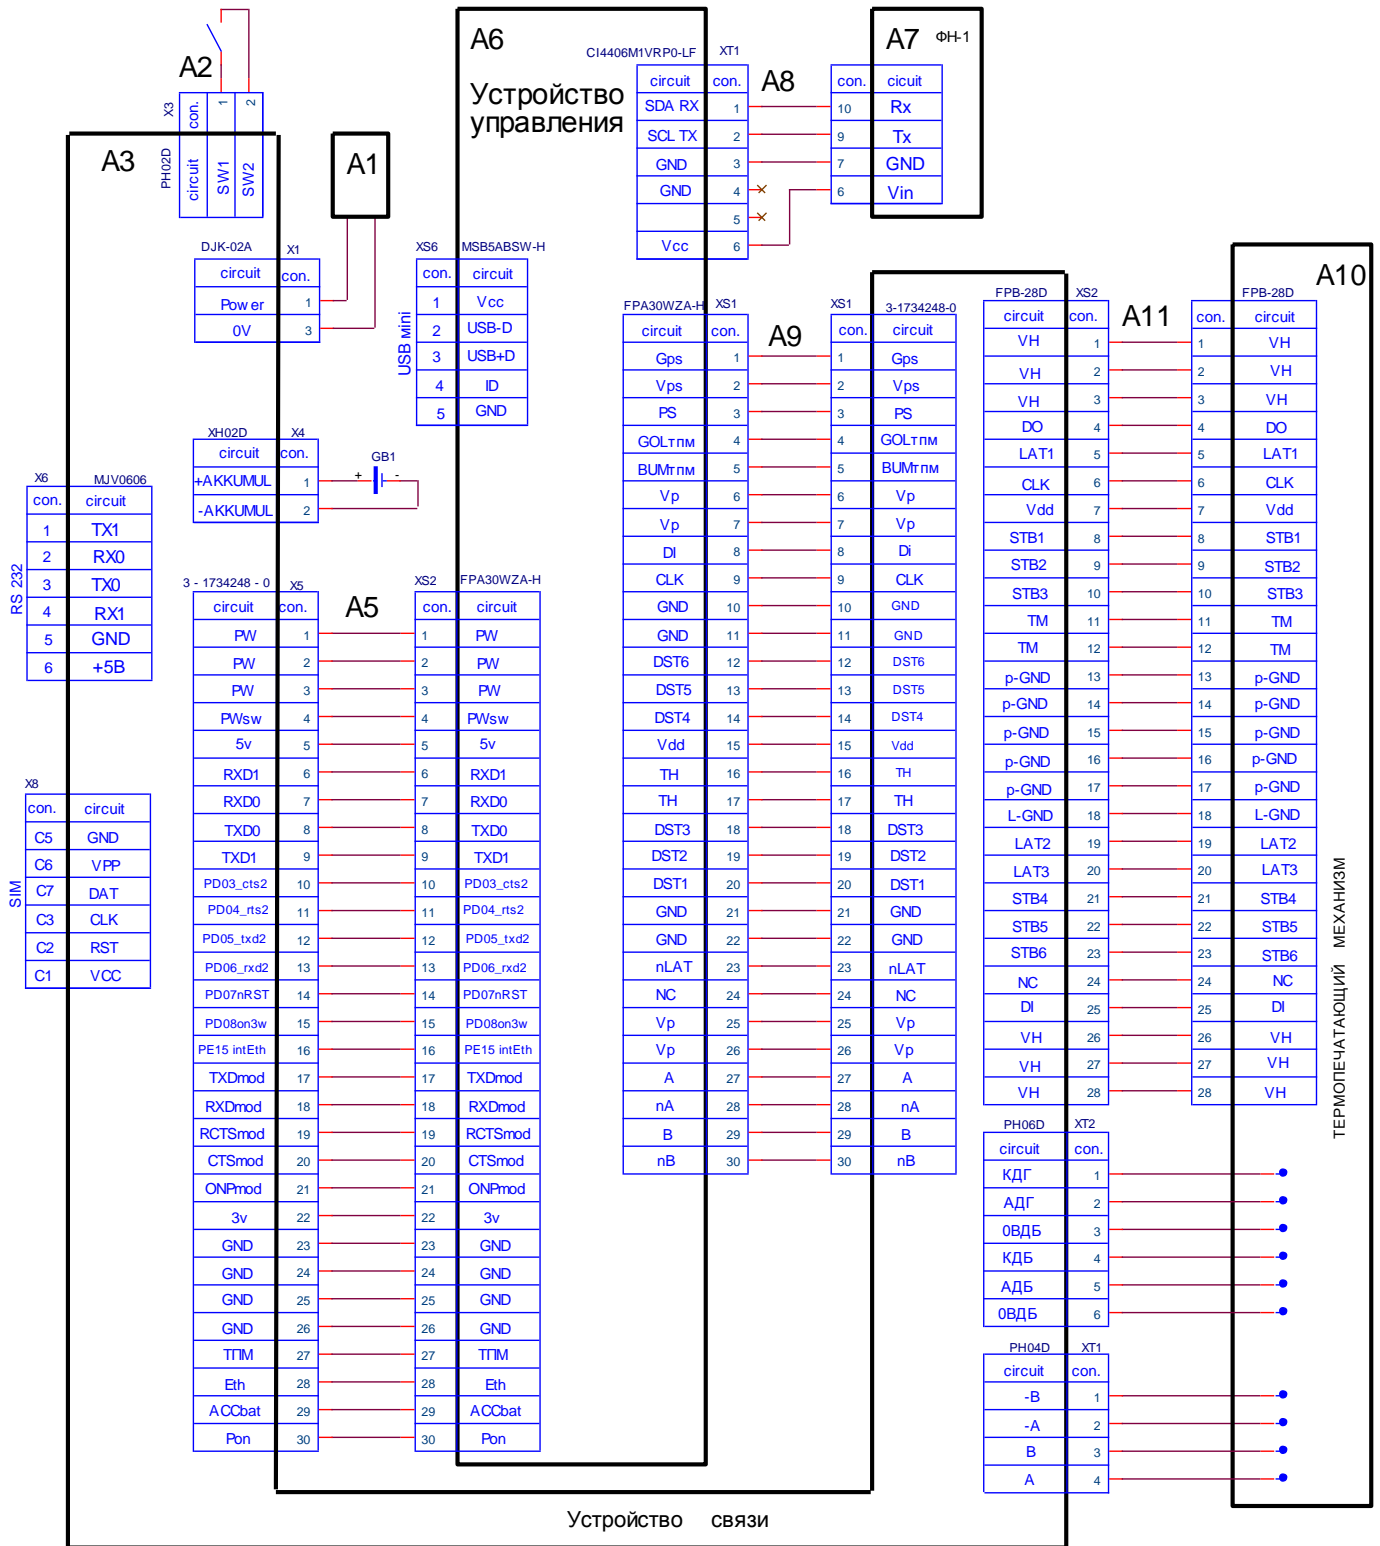 A2
X3
PH02D
con. 1 2
circuit SW1 SW2
A3
A1
DJK-02A X1
circuit con.
Power 1
0V 3
XH02D X4
circuit con.
+AKKUMUL 1
-AKKUMUL 2
GB1
+ -
X6 MJV0606
RS 232
con. circuit
1 TX1
2 RX0
3 TX0
4 RX1
5 GND
6 +5B
X8
SIM
con. circuit
C5 GND
C6 VPP
C7 DAT
C3 CLK
C2 RST
C1 VCC
3 - 1734248 - 0 X5
circuit con.
PW 1
PW 2
PW 3
PWsw 4
5v 5
RXD1 6
RXD0 7
TXD0 8
TXD1 9
PD03_cts2 10
PD04_rts2 11
PD05_txd2 12
PD06_rxd2 13
PD07nRST 14
PD08on3w 15
PE15 intEth 16
TXDmod 17
RXDmod 18
RCTSmod 19
CTSmod 20
ONPmod 21
3v 22
GND 23
GND 24
GND 25
GND 26
ТПМ 27
Eth 28
ACCbat 29
Pon 30
A5
XS2 FPA30WZA-H
con. circuit
1 PW
2 PW
3 PW
4 PWsw
5 5v
6 RXD1
7 RXD0
8 TXD0
9 TXD1
10 PD03_cts2
11 PD04_rts2
12 PD05_txd2
13 PD06_rxd2
14 PD07nRST
15 PD08on3w
16 PE15 intEth
17 TXDmod
18 RXDmod
19 RCTSmod
20 CTSmod
21 ONPmod
22 3v
23 GND
24 GND
25 GND
26 GND
27 ТПМ
28 Eth
29 ACCbat
30 Pon
A6
Устройство
управления
XS6 MSB5ABSW-H
USB мini
con. circuit
1 Vcc
2 USB-D
3 USB+D
4 ID
5 GND
CI4406M1VRP0-LF XT1
circuit con.
SDA RX 1
SCL TX 2
GND 3
GND 4
5
Vcc 6
A8
A7 ФН-1
con. cicuit
10 Rx
9 Tx
7 GND
6 Vin
FPA30WZA-H XS1
circuit con.
Gps 1
Vps 2
PS 3
GOLтпм 4
BUMтпм 5
Vp 6
Vp 7
DI 8
CLK 9
GND 10
GND 11
DST6 12
DST5 13
DST4 14
Vdd 15
TH 16
TH 17
DST3 18
DST2 19
DST1 20
GND 21
GND 22
nLAT 23
NC 24
Vp 25
Vp 26
A 27
nA 28
B 29
nB 30
A9
XS1 3-1734248-0
con. circuit
1 Gps
2 Vps
3 PS
4 GOLтпм
5 BUMтпм
6 Vp
7 Vp
8 Di
9 CLK
10 GND
11 GND
12 DST6
13 DST5
14 DST4
15 Vdd
16 TH
17 TH
18 DST3
19 DST2
20 DST1
21 GND
22 GND
23 nLAT
24 NC
25 Vp
26 Vp
27 A
28 nA
29 B
30 nB
FPB-28D XS2
circuit con.
VH 1
VH 2
VH 3
DO 4
LAT1 5
CLK 6
Vdd 7
STB1 8
STB2 9
STB3 10
TM 11
TM 12
p-GND 13
p-GND 14
p-GND 15
p-GND 16
p-GND 17
L-GND 18
LAT2 19
LAT3 20
STB4 21
STB5 22
STB6 23
NC 24
DI 25
VH 26
VH 27
VH 28
A11
A10
FPB-28D
con. circuit
1 VH
2 VH
3 VH
4 DO
5 LAT1
6 CLK
7 Vdd
8 STB1
9 STB2
10 STB3
11 TM
12 TM
13 p-GND
14 p-GND
15 p-GND
16 p-GND
17 p-GND
18 L-GND
19 LAT2
20 LAT3
21 STB4
22 STB5
23 STB6
24 NC
25 DI
26 VH
27 VH
28 VH
ТЕРМОПЕЧАТАЮЩИЙ МЕХАНИЗМ
PH06D XT2
circuit con.
КДГ 1
АДГ 2
0ВДБ 3
КДБ 4
АДБ 5
0ВДБ 6
PH04D XT1
circuit con.
-B 1
-A 2
B 3
A 4
Устройство связи